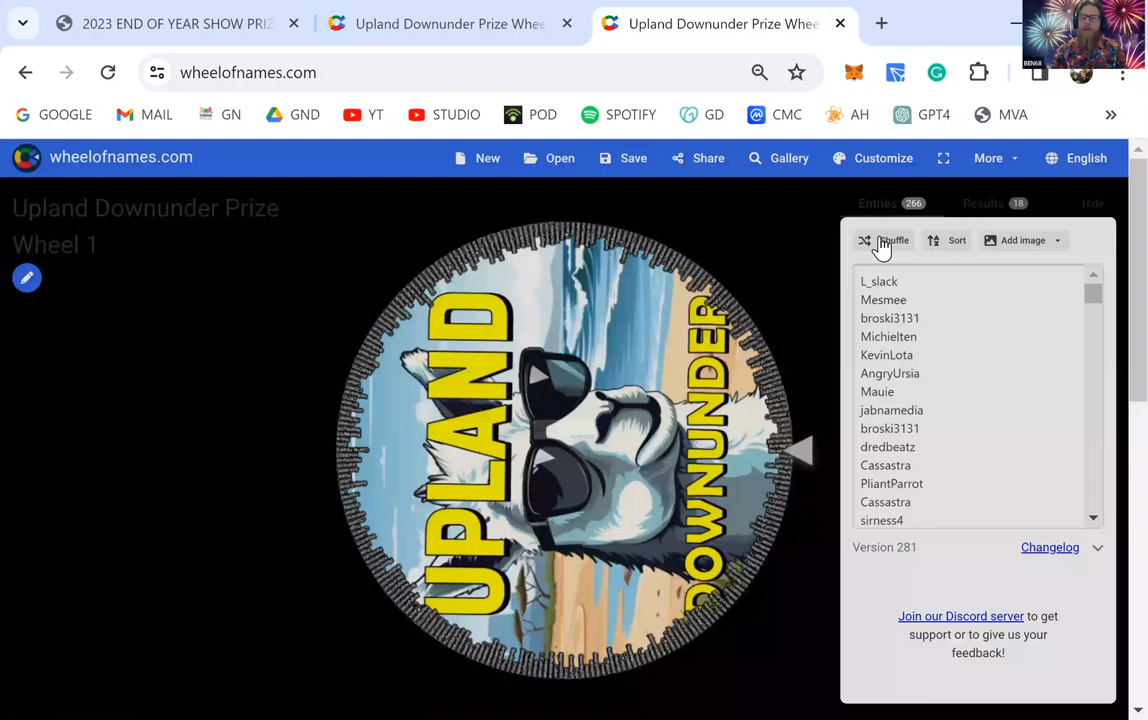 2023 END OF YEAR SHOW PRIZ
Upland Downunder Prize Whee
Upland Downunder Prize Whee
BEN68
wheelofnames.com
GOOGLE
MAIL
GN
GND
YT
STUDIO
POD
SPOTIFY
GD
CMC
AH
GPT4
MVA
wheelofnames.com
New
Open
Save
Share
Gallery
Customize
More
English
Upland Downunder Prize
Wheel 1
Entries 266
Results 18
Hide
Shuffle
Sort
Add image
L_slack
Mesmee
broski3131
Michielten
KevinLota
AngryUrsia
Mauie
jabnamedia
broski3131
dredbeatz
Cassastra
PliantParrot
Cassastra
sirness4
Version 281
Changelog
Join our Discord server to get
support or to give us your
feedback!
UPLAND
DOWNUNDER